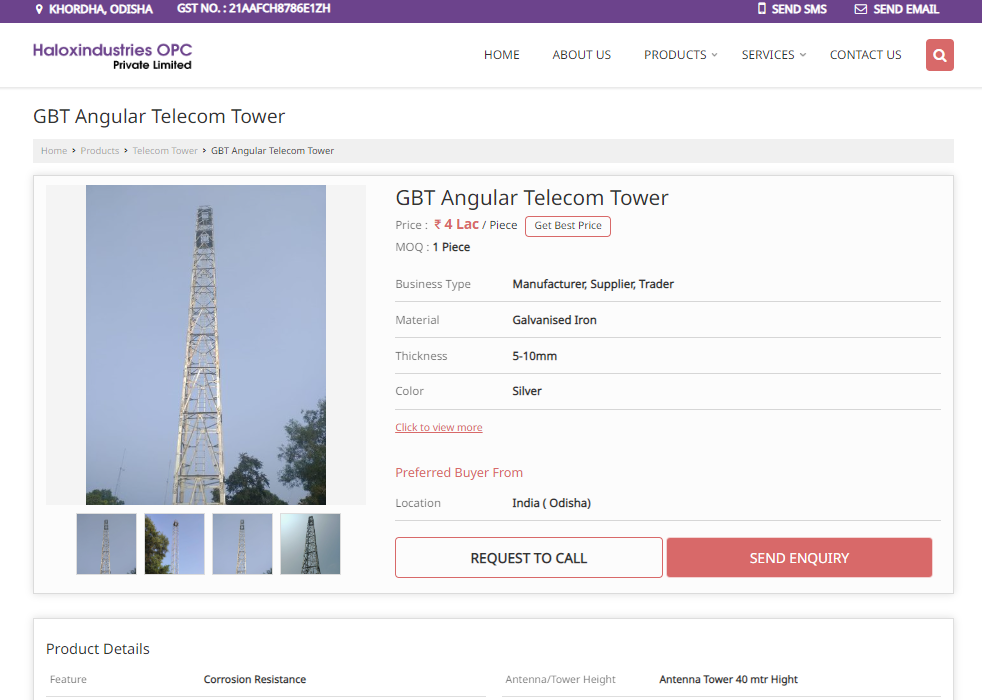 KHORDHA, ODISHA GST NO. : 21AAFCH8786E1ZH SEND SMS SEND EMAIL
Haloxindustries OPC
Private Limited
HOME ABOUT US PRODUCTS SERVICES CONTACT US
GBT Angular Telecom Tower
Home Products Telecom Tower GBT Angular Telecom Tower
GBT Angular Telecom Tower
Price : ₹ 4 Lac / Piece Get Best Price
MOQ : 1 Piece
Business Type Manufacturer, Supplier, Trader
Material Galvanised Iron
Thickness 5-10mm
Color Silver
Click to view more
Preferred Buyer From
Location India ( Odisha)
REQUEST TO CALL SEND ENQUIRY
Product Details
Feature Corrosion Resistance Antenna/Tower Height Antenna Tower 40 mtr Hight